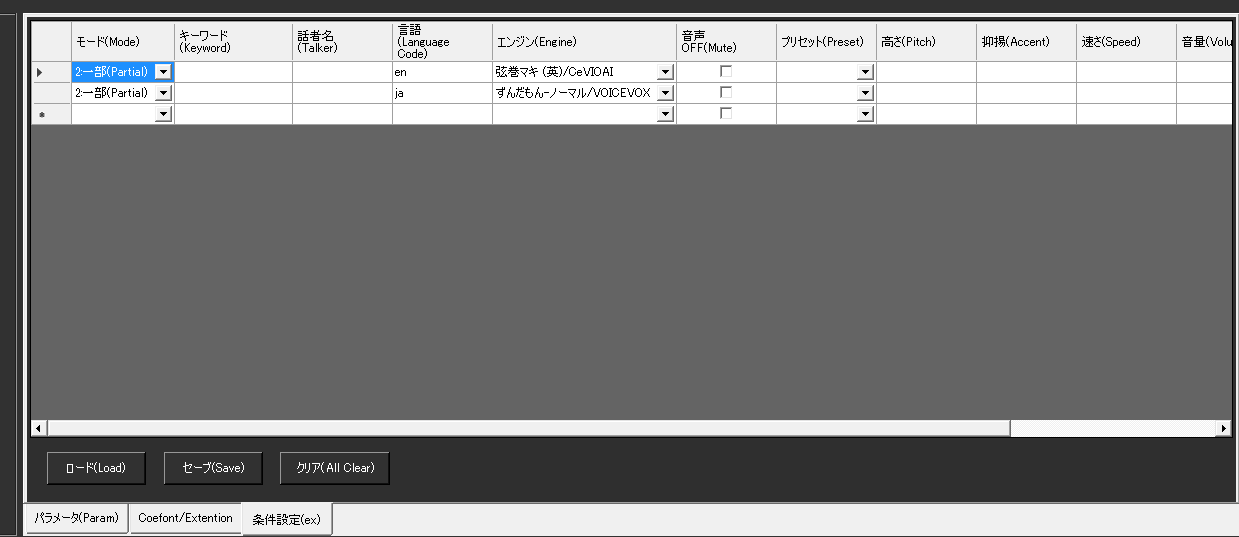 モード(Mode)
キーワード
(Keyword)
話者名
(Talker)
言語
(Language
Code)
エンジン(Engine)
音声
OFF(Mute)
プリセット(Preset)
高さ(Pitch)
抑揚(Accent)
速さ(Speed)
音量(Volu
2:一部(Partial)
en
弦巻マキ (英)/CeVIOAI
2:一部(Partial)
ja
ずんだもん-ノーマル/VOICEVOX
ロード(Load)
セーブ(Save)
クリア(All Clear)
パラメータ(Param)
Coefont/Extention
条件設定(ex)